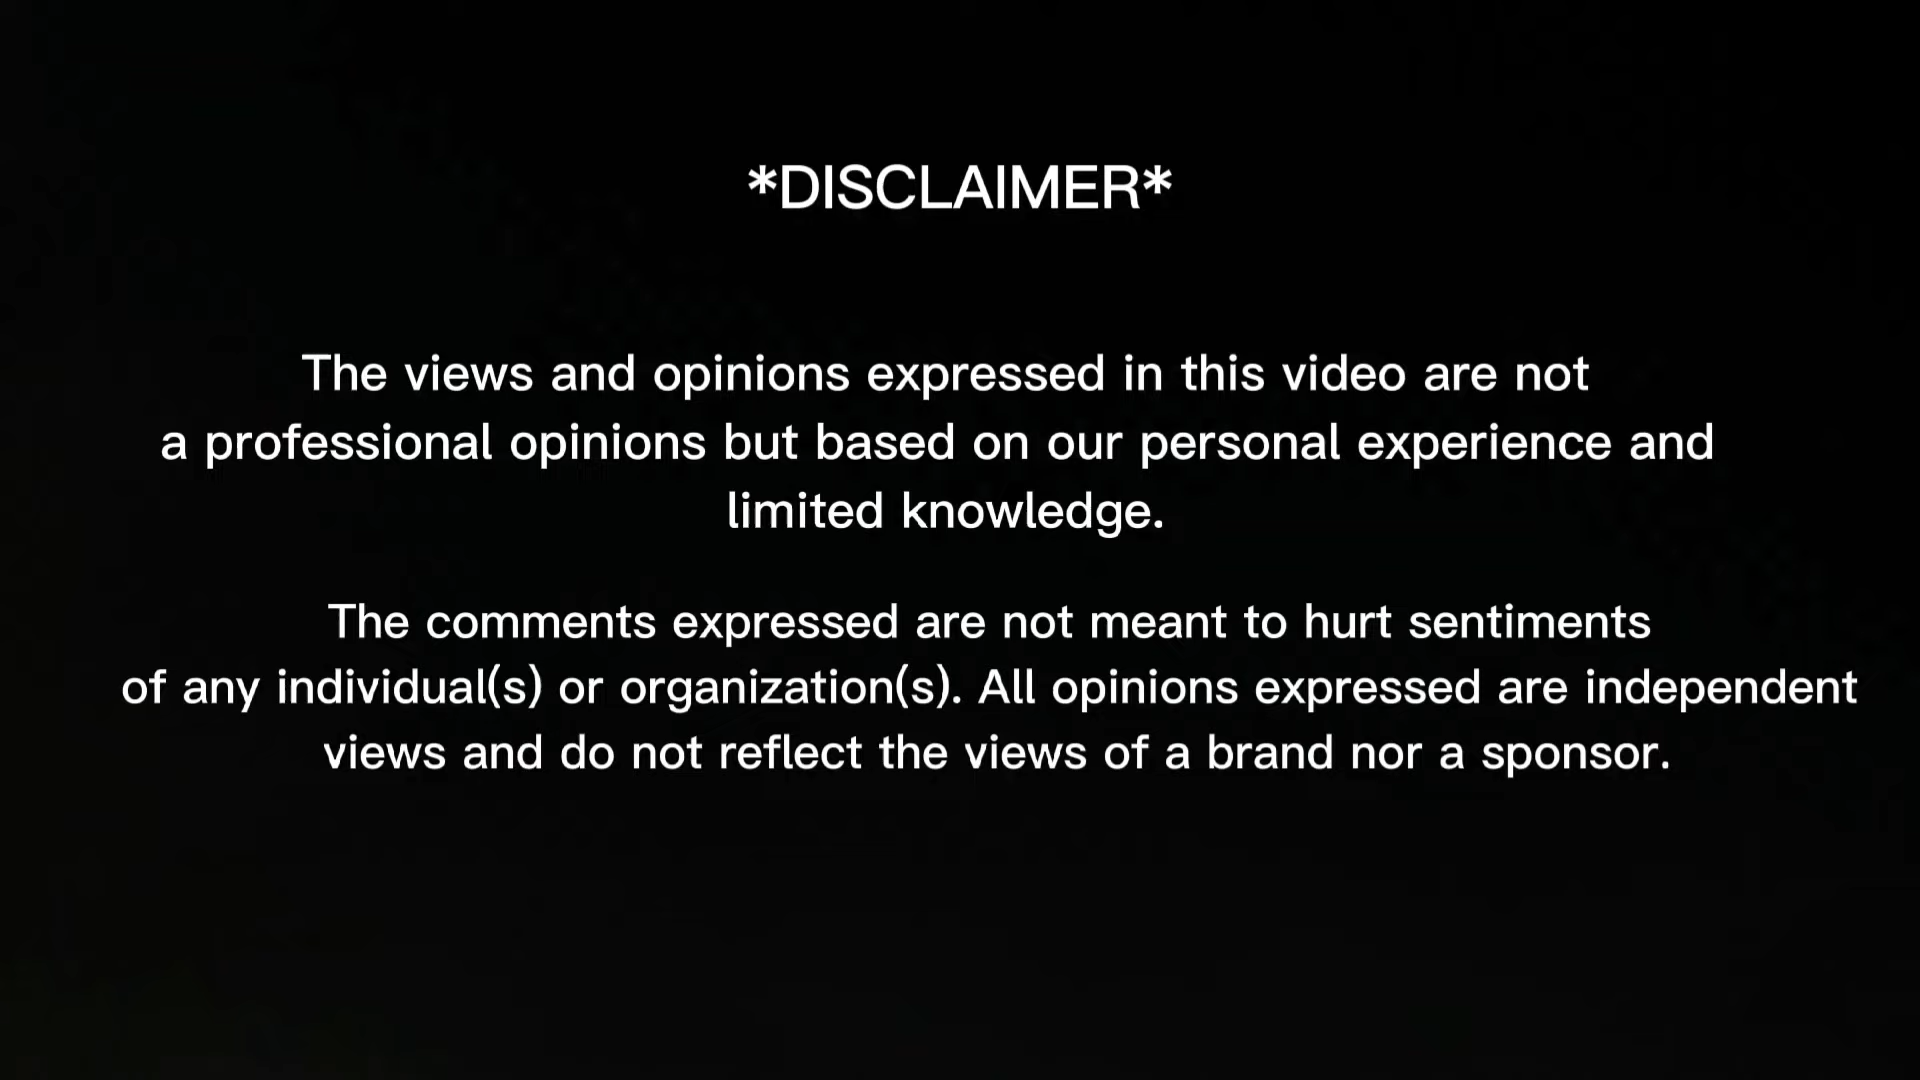 *DISCLAIMER*
The views and opinions expressed in this video are not
a professional opinions but based on our personal experience and
limited knowledge.
The comments expressed are not meant to hurt sentiments
of any individual(s) or organization(s). All opinions expressed are independent
views and do not reflect the views of a brand nor a sponsor.